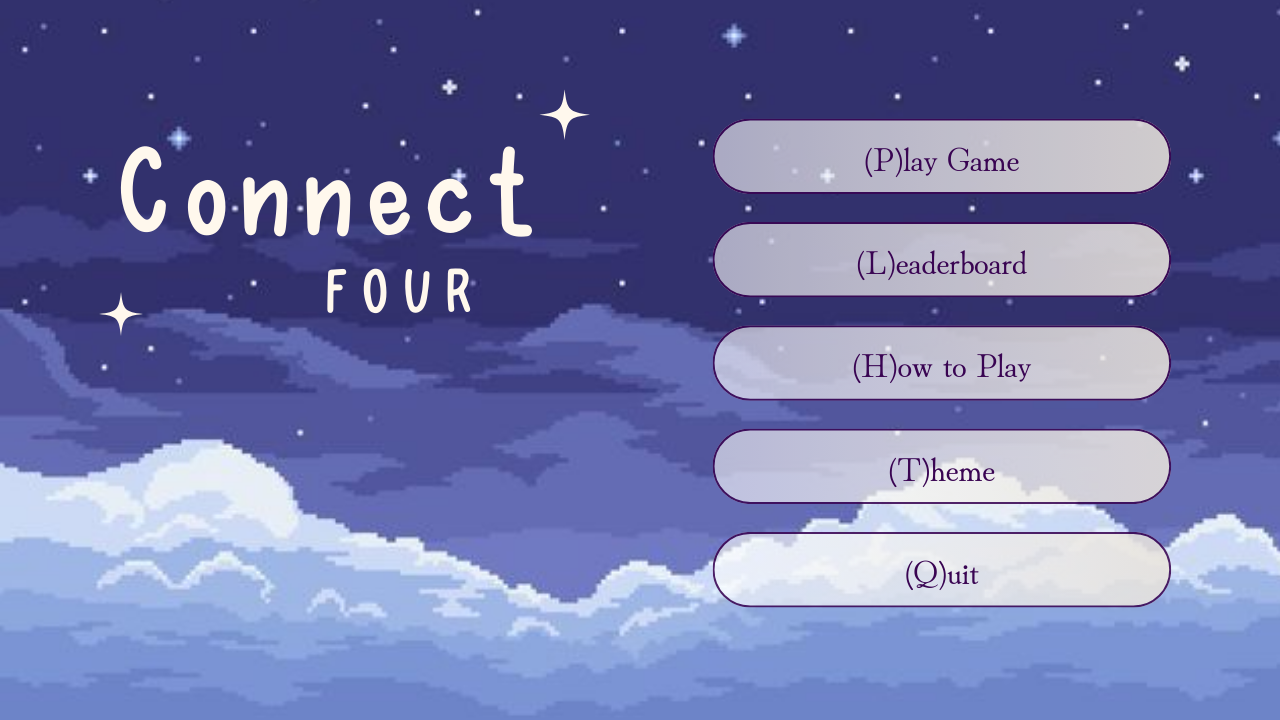 Connect
FOUR
(P)lay Game
(L)eaderboard
(H)ow to Play
(T)heme
(Q)uit